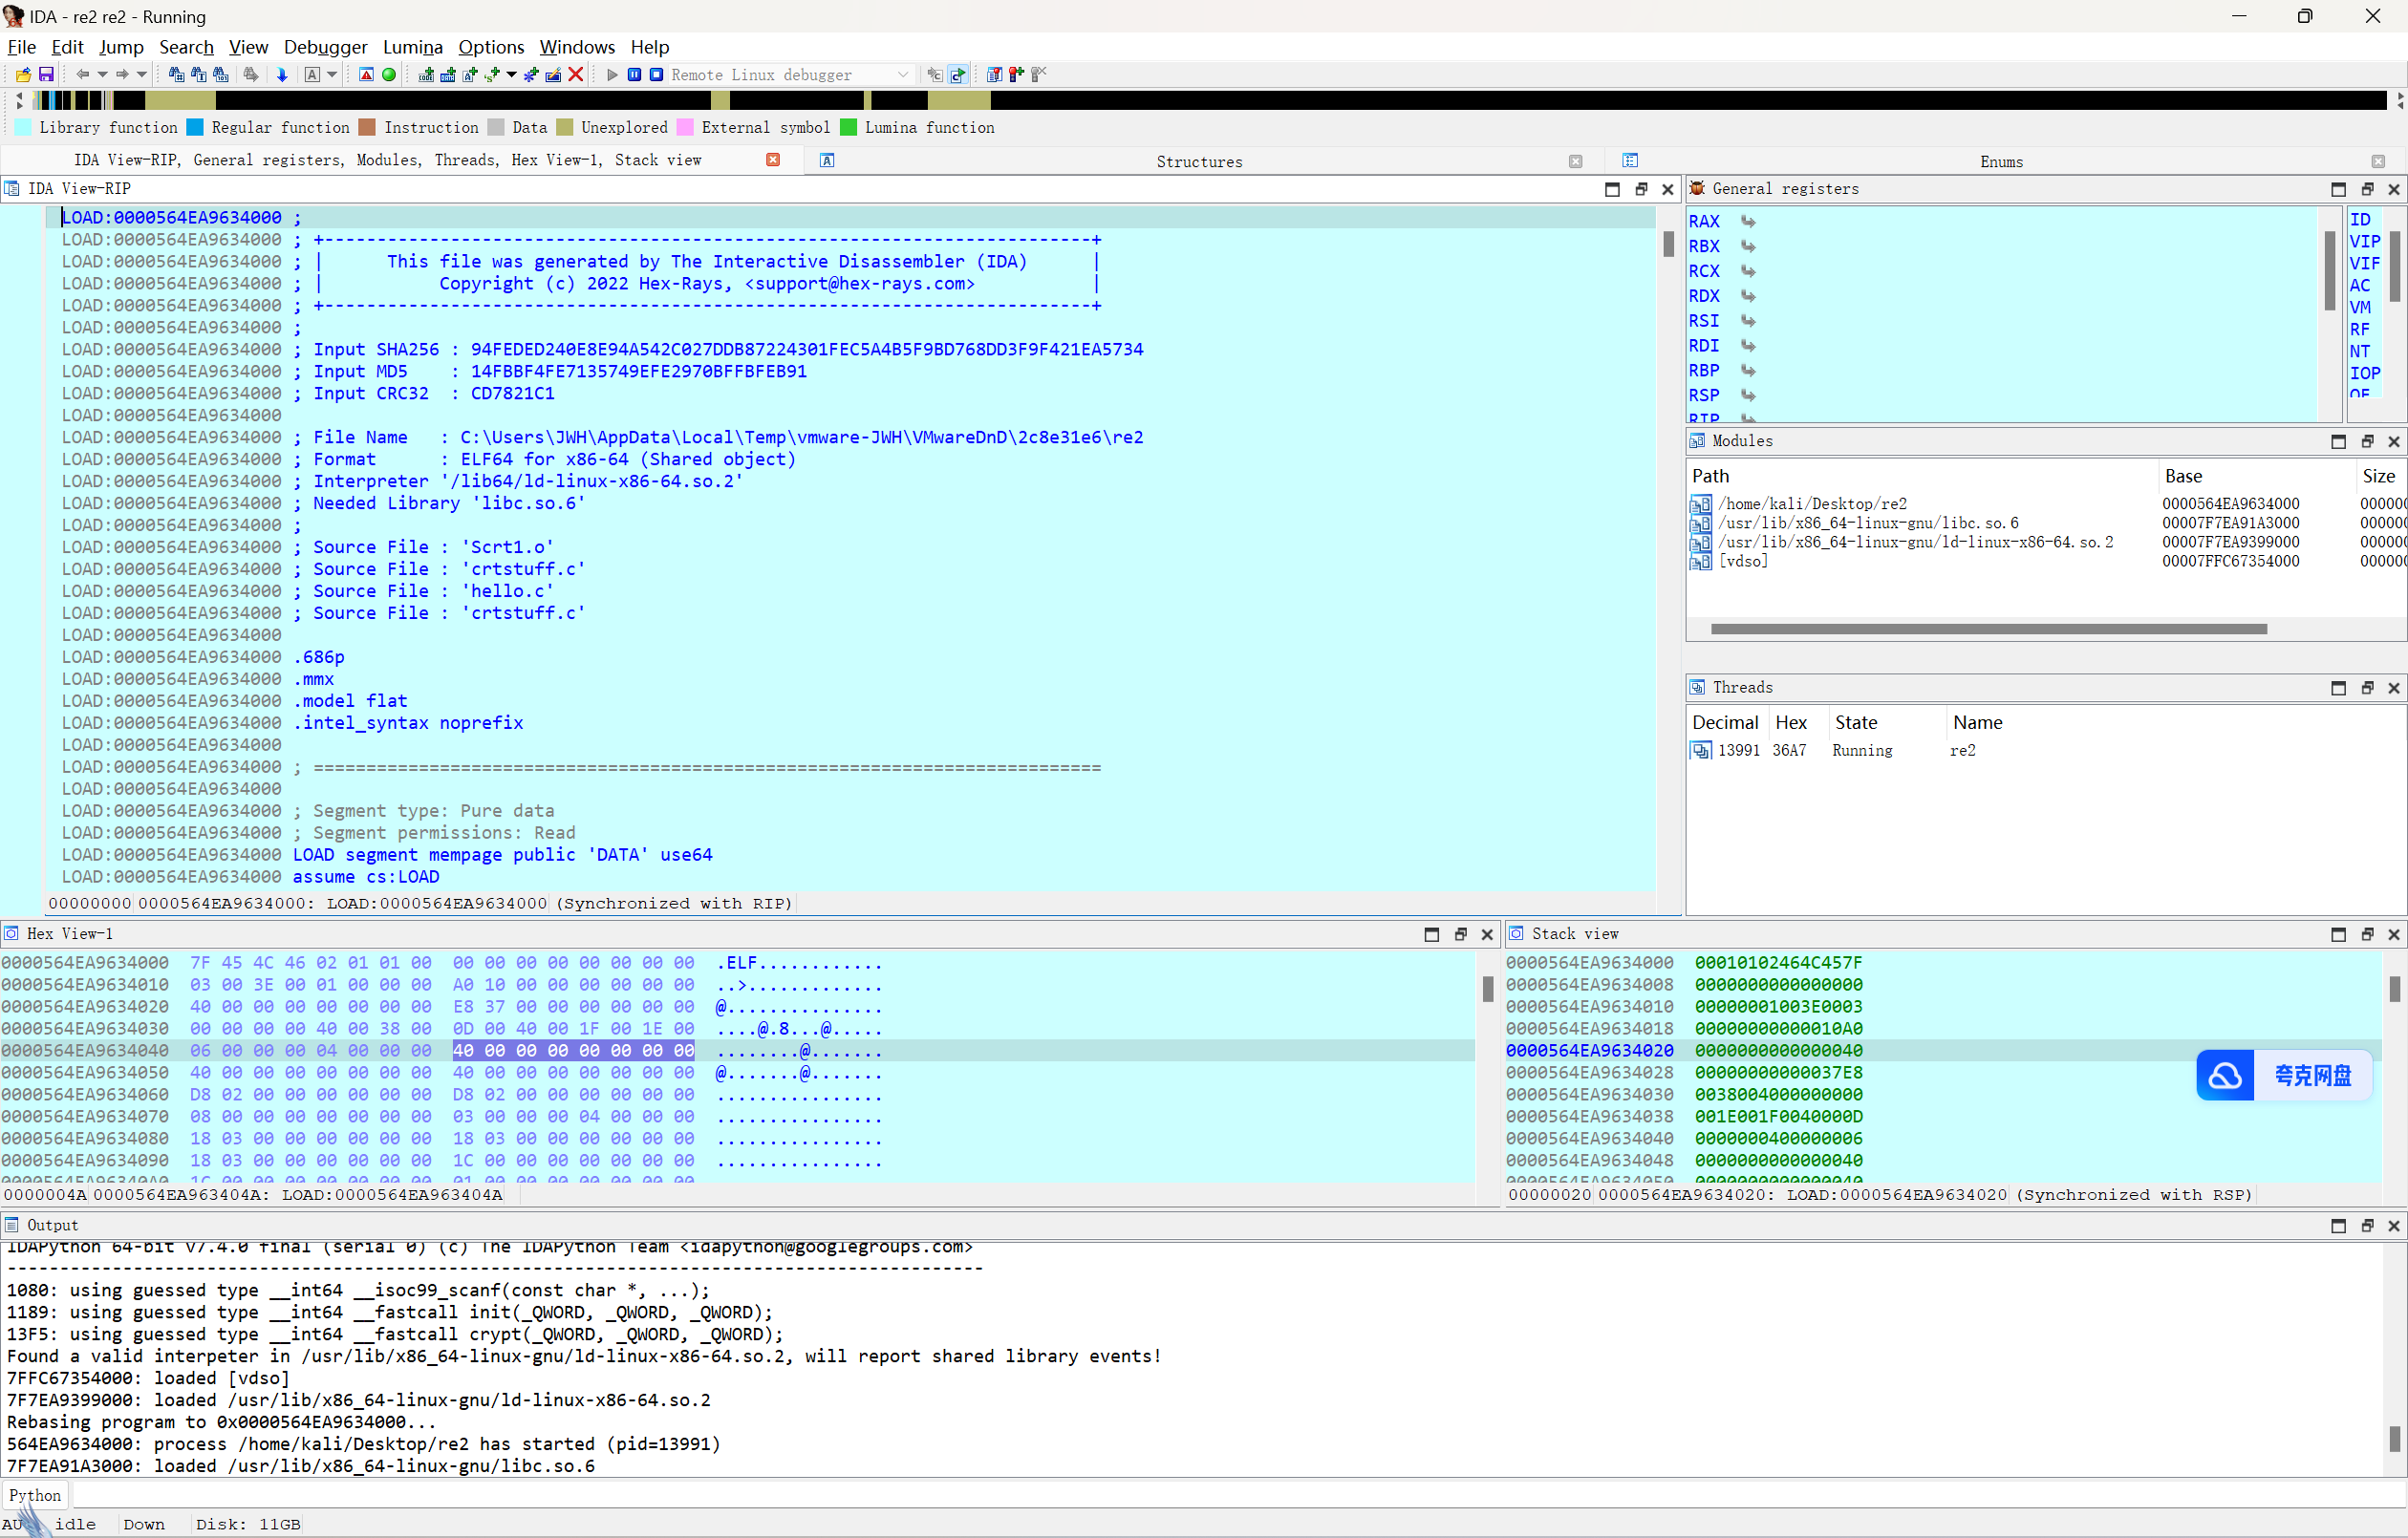 IDA - re2 re2 - Running
File Edit Jump Search View Debugger Lumina Options Windows Help
Remote Linux debugger
Library function Regular function Instruction Data Unexplored External symbol Lumina function
IDA View-RIP, General registers, Modules, Threads, Hex View-1, Stack view
Structures
Enums
IDA View-RIP
LOAD:0000564EA9634000 ;
LOAD:0000564EA9634000 ; +-------------------------------------------------------------------------+
LOAD:0000564EA9634000 ; | This file was generated by The Interactive Disassembler (IDA) |
LOAD:0000564EA9634000 ; | Copyright (c) 2022 Hex-Rays, <support@hex-rays.com> |
LOAD:0000564EA9634000 ; +-------------------------------------------------------------------------+
LOAD:0000564EA9634000 ;
LOAD:0000564EA9634000 ; Input SHA256 : 94FEDED240E8E94A542C027DDB87224301FEC5A4B5F9BD768DD3F9F421EA5734
LOAD:0000564EA9634000 ; Input MD5 : 14FBBF4FE7135749EFE2970BFFBFEB91
LOAD:0000564EA9634000 ; Input CRC32 : CD7821C1
LOAD:0000564EA9634000
LOAD:0000564EA9634000 ; File Name : C:\Users\JWH\AppData\Local\Temp\vmware-JWH\VMwareDnD\2c8e31e6\re2
LOAD:0000564EA9634000 ; Format : ELF64 for x86-64 (Shared object)
LOAD:0000564EA9634000 ; Interpreter '/lib64/ld-linux-x86-64.so.2'
LOAD:0000564EA9634000 ; Needed Library 'libc.so.6'
LOAD:0000564EA9634000 ;
LOAD:0000564EA9634000 ; Source File : 'Scrt1.o'
LOAD:0000564EA9634000 ; Source File : 'crtstuff.c'
LOAD:0000564EA9634000 ; Source File : 'hello.c'
LOAD:0000564EA9634000 ; Source File : 'crtstuff.c'
LOAD:0000564EA9634000
LOAD:0000564EA9634000 .686p
LOAD:0000564EA9634000 .mmx
LOAD:0000564EA9634000 .model flat
LOAD:0000564EA9634000 .intel_syntax noprefix
LOAD:0000564EA9634000
LOAD:0000564EA9634000 ; ===========================================================================
LOAD:0000564EA9634000
LOAD:0000564EA9634000 ; Segment type: Pure data
LOAD:0000564EA9634000 ; Segment permissions: Read
LOAD:0000564EA9634000 LOAD segment mempage public 'DATA' use64
LOAD:0000564EA9634000 assume cs:LOAD
00000000 0000564EA9634000: LOAD:0000564EA9634000 (Synchronized with RIP)
General registers
RAX
RBX
RCX
RDX
RSI
RDI
RBP
RSP
RIP
ID
VIP
VIF
AC
VM
RF
NT
IOP
OF
Modules
Path Base Size
/home/kali/Desktop/re2 0000564EA9634000 000000
/usr/lib/x86_64-linux-gnu/libc.so.6 00007F7EA91A3000 000000
/usr/lib/x86_64-linux-gnu/ld-linux-x86-64.so.2 00007F7EA9399000 000000
[vdso] 00007FFC67354000 000000
Threads
Decimal Hex State Name
13991 36A7 Running re2
Hex View-1
0000564EA9634000 7F 45 4C 46 02 01 01 00 00 00 00 00 00 00 00 00 .ELF............
0000564EA9634010 03 00 3E 00 01 00 00 00 A0 10 00 00 00 00 00 00 ..>.............
0000564EA9634020 40 00 00 00 00 00 00 00 E8 37 00 00 00 00 00 00 @...............
0000564EA9634030 00 00 00 00 40 00 38 00 0D 00 40 00 1F 00 1E 00 ....@.8...@.....
0000564EA9634040 06 00 00 00 04 00 00 00 40 00 00 00 00 00 00 00 ........@.......
0000564EA9634050 40 00 00 00 00 00 00 00 40 00 00 00 00 00 00 00 @.......@.......
0000564EA9634060 D8 02 00 00 00 00 00 00 D8 02 00 00 00 00 00 00 ................
0000564EA9634070 08 00 00 00 00 00 00 00 03 00 00 00 04 00 00 00 ................
0000564EA9634080 18 03 00 00 00 00 00 00 18 03 00 00 00 00 00 00 ................
0000564EA9634090 18 03 00 00 00 00 00 00 1C 00 00 00 00 00 00 00 ................
0000564EA96340A0 1C 00 00 00 00 00 00 00 01 00 00 00 00 00 00 00
0000004A 0000564EA963404A: LOAD:0000564EA963404A
Stack view
0000564EA9634000 00010102464C457F
0000564EA9634008 0000000000000000
0000564EA9634010 00000001003E0003
0000564EA9634018 00000000000010A0
0000564EA9634020 0000000000000040
0000564EA9634028 00000000000037E8
0000564EA9634030 0038004000000000
0000564EA9634038 001E001F0040000D
0000564EA9634040 0000000400000006
0000564EA9634048 0000000000000040
0000564EA9634050 0000000000000040
00000020 0000564EA9634020: LOAD:0000564EA9634020 (Synchronized with RSP)
夸克网盘
Output
IDAPython 64-bit v7.4.0 final (serial 0) (c) The IDAPython Team <idapython@googlegroups.com>
---------------------------------------------------------------------------------------------
1080: using guessed type __int64 __isoc99_scanf(const char *, ...);
1189: using guessed type __int64 __fastcall init(_QWORD, _QWORD, _QWORD);
13F5: using guessed type __int64 __fastcall crypt(_QWORD, _QWORD, _QWORD);
Found a valid interpeter in /usr/lib/x86_64-linux-gnu/ld-linux-x86-64.so.2, will report shared library events!
7FFC67354000: loaded [vdso]
7F7EA9399000: loaded /usr/lib/x86_64-linux-gnu/ld-linux-x86-64.so.2
Rebasing program to 0x0000564EA9634000...
564EA9634000: process /home/kali/Desktop/re2 has started (pid=13991)
7F7EA91A3000: loaded /usr/lib/x86_64-linux-gnu/libc.so.6
Python
AU idle Down Disk: 11GB